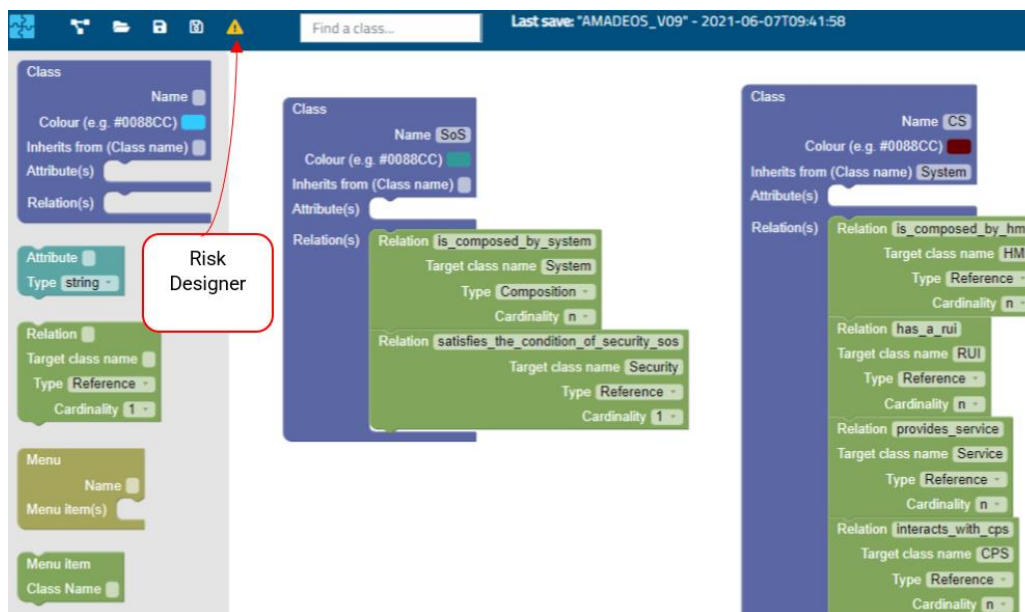 Find a class...
Last save: "AMADEOS_V09" - 2021-06-07T09:41:58
Class
Name
Colour (e.g. #0088CC)
Inherits from (Class name)
Attribute(s)
Relation(s)
Attribute
Type string
Relation
Target class name
Type Reference
Cardinality 1
Menu
Name
Menu item(s)
Menu item
Class Name
Risk
Designer
Class
Name SoS
Colour (e.g. #0088CC)
Inherits from (Class name)
Attribute(s)
Relation(s) Relation is_composed_by_system
Target class name System
Type Composition
Cardinality n
Relation satisfies_the_condition_of_security_sos
Target class name Security
Type Reference
Cardinality 1
Class
Name CS
Colour (e.g. #0088CC)
Inherits from (Class name) System
Attribute(s)
Relation(s) Relation is_composed_by_hm
Target class name HM
Type Reference
Cardinality n
Relation has_a_rui
Target class name RUI
Type Reference
Cardinality n
Relation provides_service
Target class name Service
Type Reference
Cardinality n
Relation interacts_with_cps
Target class name CPS
Type Reference
Cardinality n